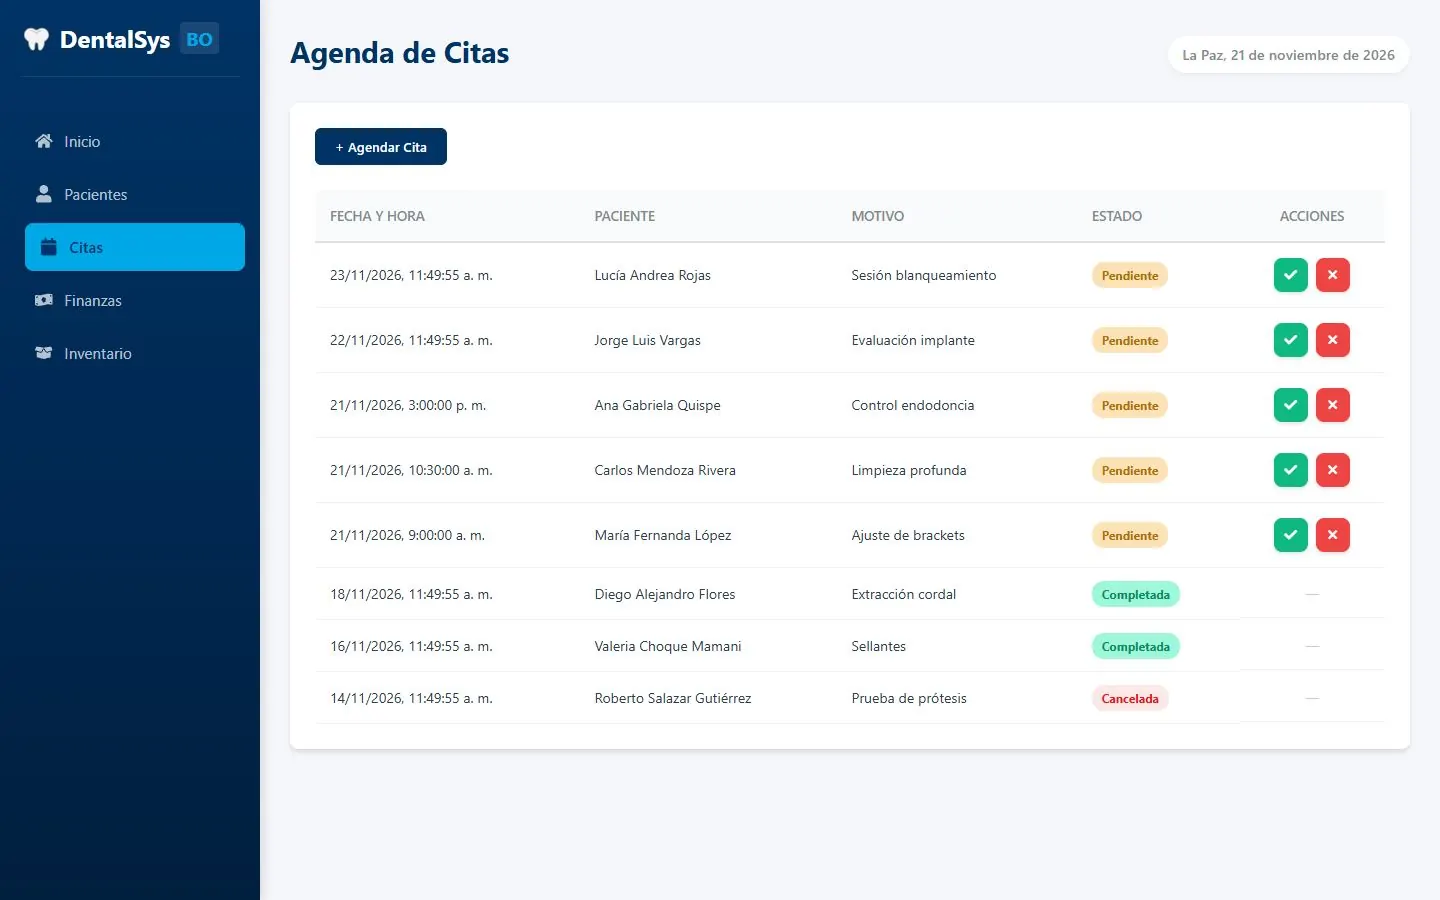 DentalSys BO
Agenda de Citas
La Paz, 21 de noviembre de 2026
Inicio
Pacientes
Citas
Finanzas
Inventario
+ Agendar Cita
FECHA Y HORA PACIENTE MOTIVO ESTADO ACCIONES
23/11/2026, 11:49:55 a. m. Lucía Andrea Rojas Sesión blanqueamiento Pendiente
22/11/2026, 11:49:55 a. m. Jorge Luis Vargas Evaluación implante Pendiente
21/11/2026, 3:00:00 p. m. Ana Gabriela Quispe Control endodoncia Pendiente
21/11/2026, 10:30:00 a. m. Carlos Mendoza Rivera Limpieza profunda Pendiente
21/11/2026, 9:00:00 a. m. María Fernanda López Ajuste de brackets Pendiente
18/11/2026, 11:49:55 a. m. Diego Alejandro Flores Extracción cordal Completada —
16/11/2026, 11:49:55 a. m. Valeria Choque Mamani Sellantes Completada —
14/11/2026, 11:49:55 a. m. Roberto Salazar Gutiérrez Prueba de prótesis Cancelada —